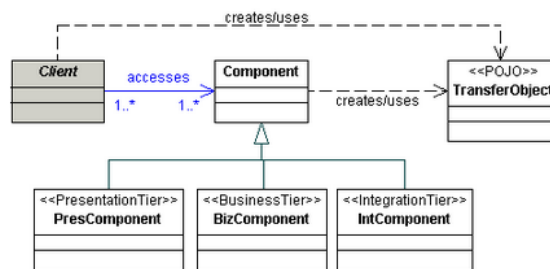 creates/uses
Client
accesses
1..*
1..*
Component
creates/uses
<<POJO>>
TransferObject
<<PresentationTier>>
PresComponent
<<BusinessTier>>
BizComponent
<<IntegrationTier>>
IntComponent